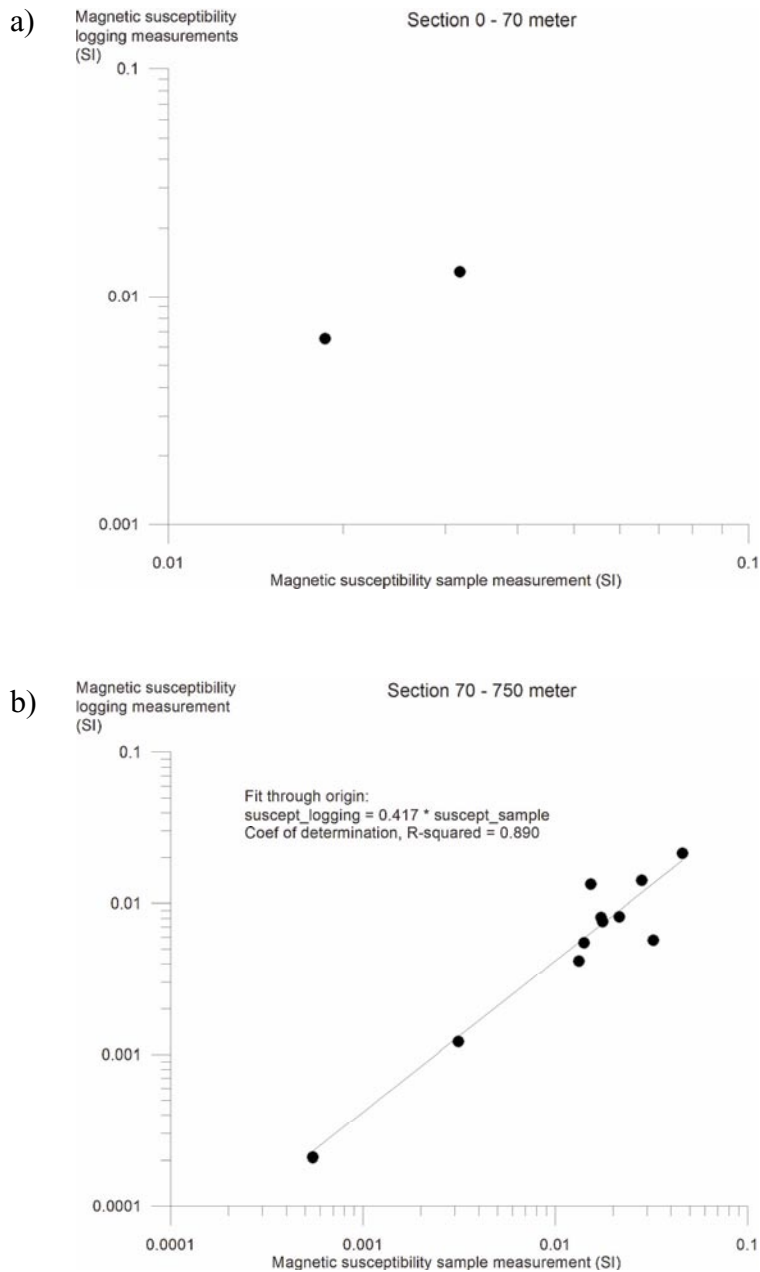 a)
Magnetic susceptibility
logging measurements
(SI)
Section 0 - 70 meter
0.1
0.01
0.001
0.01
0.1
Magnetic susceptibility sample measurement (SI)
b)
Magnetic susceptibility
logging measurement
(SI)
Section 70 - 750 meter
0.1
Fit through origin:
suscept_logging = 0.417 * suscept_sample
Coef of determination, R-squared = 0.890
0.01
0.001
0.0001
0.0001
0.001
0.01
0.1
Magnetic susceptibility sample measurement (SI)